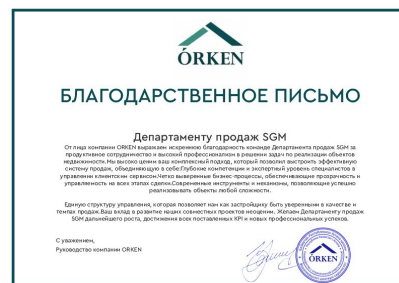 ÓRKEN
БЛАГОДАРСТВЕННОЕ ПИСЬМО
Департаменту продаж SGM
От лица компании ORKEN выражаем искреннюю благодарность команде Департамента продаж SGM за
продуктивное сотрудничество и высокий профессионализм в решении задач по реализации объектов
недвижимости.Мы высоко ценим ваш комплексный подход, который позволил выстроить эффективную
систему продаж, объединяющую в себе:Глубокие компетенции и экспертный уровень специалистов в
управлении клиентским сервисом.Четко выверенные бизнес-процессы, обеспечивающие прозрачность и
управляемость на всех этапах сделки.Современные инструменты и механизмы, позволяющие успешно
реализовывать объекты любой сложности.
Единую структуру управления, которая позволяет нам как застройщику быть уверенными в качестве и
темпах продаж.Ваш вклад в развитие наших совместных проектов неоценим. Желаем Департаменту продаж
SGM дальнейшего роста, достижения всех поставленных KPI и новых профессиональных успехов.
С уважением,
Руководство компании ORKEN
ÓRKEN